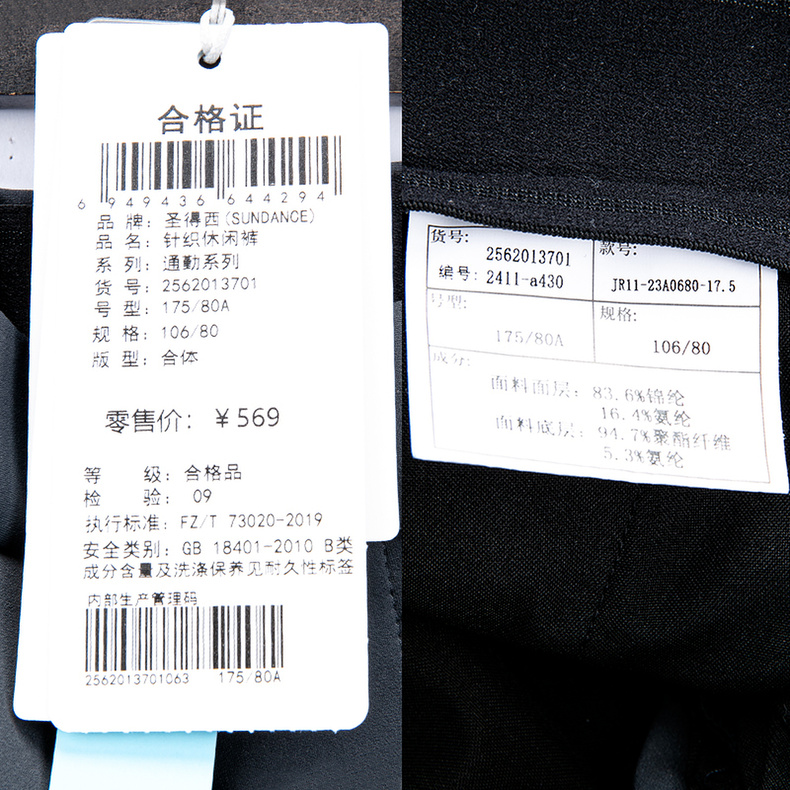 合格证
6 949436 644294
品 牌: 圣得西(SUNDANCE)
品 名: 针织休闲裤
系 列: 通勤系列
货 号: 2562013701
号 型: 175/80A
规 格: 106/80
版 型: 合体
零售价: ¥569
等 级: 合格品
检 验: 09
执行标准: FZ/T 73020-2019
安全类别: GB 18401-2010 B类
成分含量及洗涤保养见耐久性标签
内部生产管理码
2562013701063 175/80A
货号: 2562013701
编号: 2411-a430
款号:
JR11-23A0680-17.5
号型:
175/80A
规格:
106/80
成分:
面料面层: 83.6%锦纶
16.4%氨纶
面料底层: 94.7%聚酯纤维
5.3%氨纶